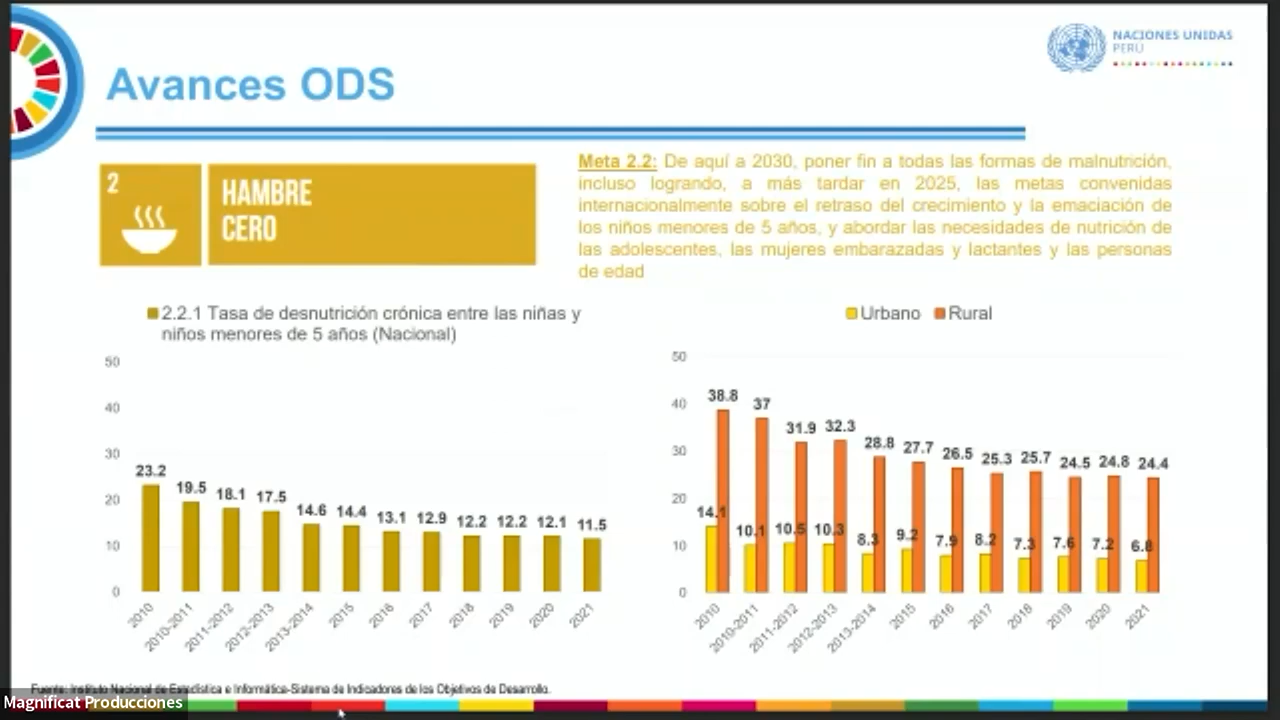 NACIONES UNIDAS
PERÚ
Avances ODS
2
HAMBRE
CERO
Meta 2.2: De aquí a 2030, poner fin a todas las formas de malnutrición,
incluso logrando, a más tardar en 2025, las metas convenidas
internacionalmente sobre el retraso del crecimiento y la emaciación de
los niños menores de 5 años, y abordar las necesidades de nutrición de
las adolescentes, las mujeres embarazadas y lactantes y las personas
de edad
2.2.1 Tasa de desnutrición crónica entre las niñas y
niños menores de 5 años (Nacional)
50
40
30
20
10
0
23.2 19.5 18.1 17.5 14.6 14.4 13.1 12.9 12.2 12.2 12.1 11.5
2010 2010-2011 2011-2012 2012-2013 2013-2014 2015 2016 2017 2018 2019 2020 2021
Urbano Rural
50
40
30
20
10
0
38.8 37 31.9 32.3 28.8 27.7 26.5 25.3 25.7 24.5 24.8 24.4
14.1 10.1 10.5 10.3 8.3 9.2 7.9 8.2 7.3 7.6 7.2 6.8
2010 2010-2011 2011-2012 2012-2013 2013-2014 2015 2016 2017 2018 2019 2020 2021
Fuente: Instituto Nacional de Estadística e Informática-Sistema de Indicadores de los Objetivos de Desarrollo.
Magnificat Producciones